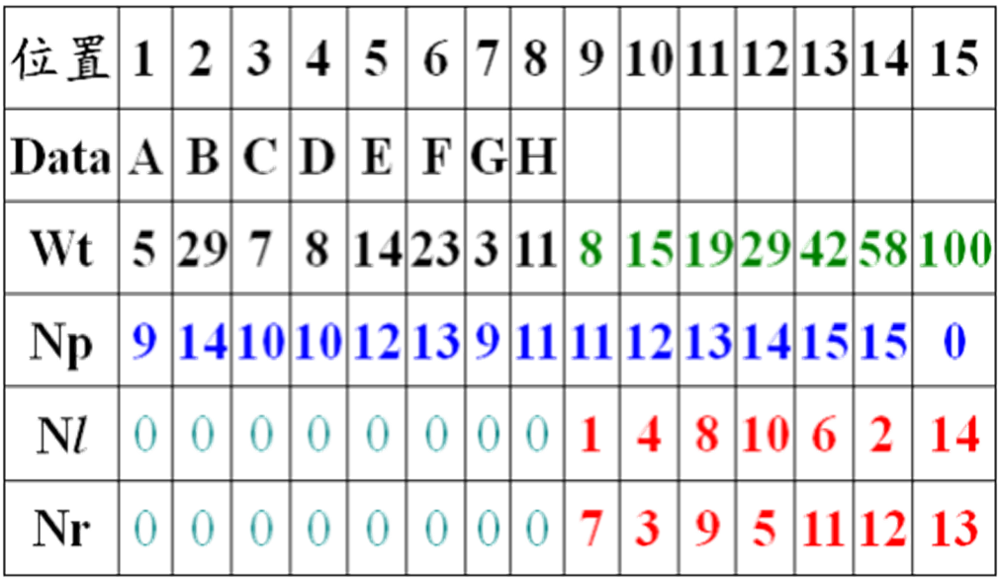 位置 1 2 3 4 5 6 7 8 9 10 11 12 13 14 15
Data A B C D E F G H
Wt 5 29 7 8 14 23 3 11 8 15 19 29 42 58 100
Np 9 14 10 10 12 13 9 11 11 12 13 14 15 15 0
Nl 0 0 0 0 0 0 0 0 1 4 8 10 6 2 14
Nr 0 0 0 0 0 0 0 0 7 3 9 5 11 12 13